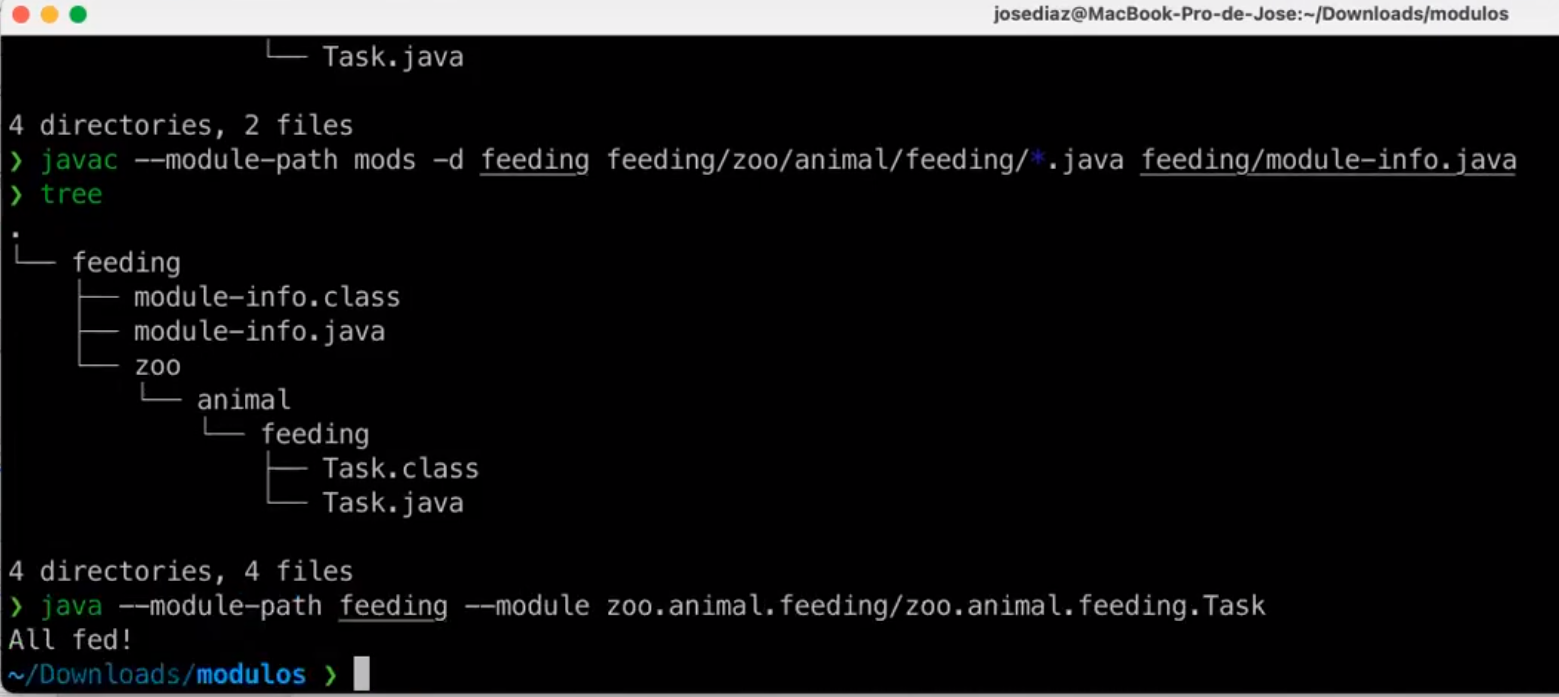 josediaz@MacBook-Pro-de-Jose:~/Downloads/modulos
└── Task.java
4 directories, 2 files
❯ javac --module-path mods -d feeding feeding/zoo/animal/feeding/*.java feeding/module-info.java
❯ tree
.
└── feeding
    ├── module-info.class
    ├── module-info.java
    └── zoo
        └── animal
            └── feeding
                ├── Task.class
                └── Task.java
4 directories, 4 files
❯ java --module-path feeding --module zoo.animal.feeding/zoo.animal.feeding.Task
All fed!
~/Downloads/modulos ❯